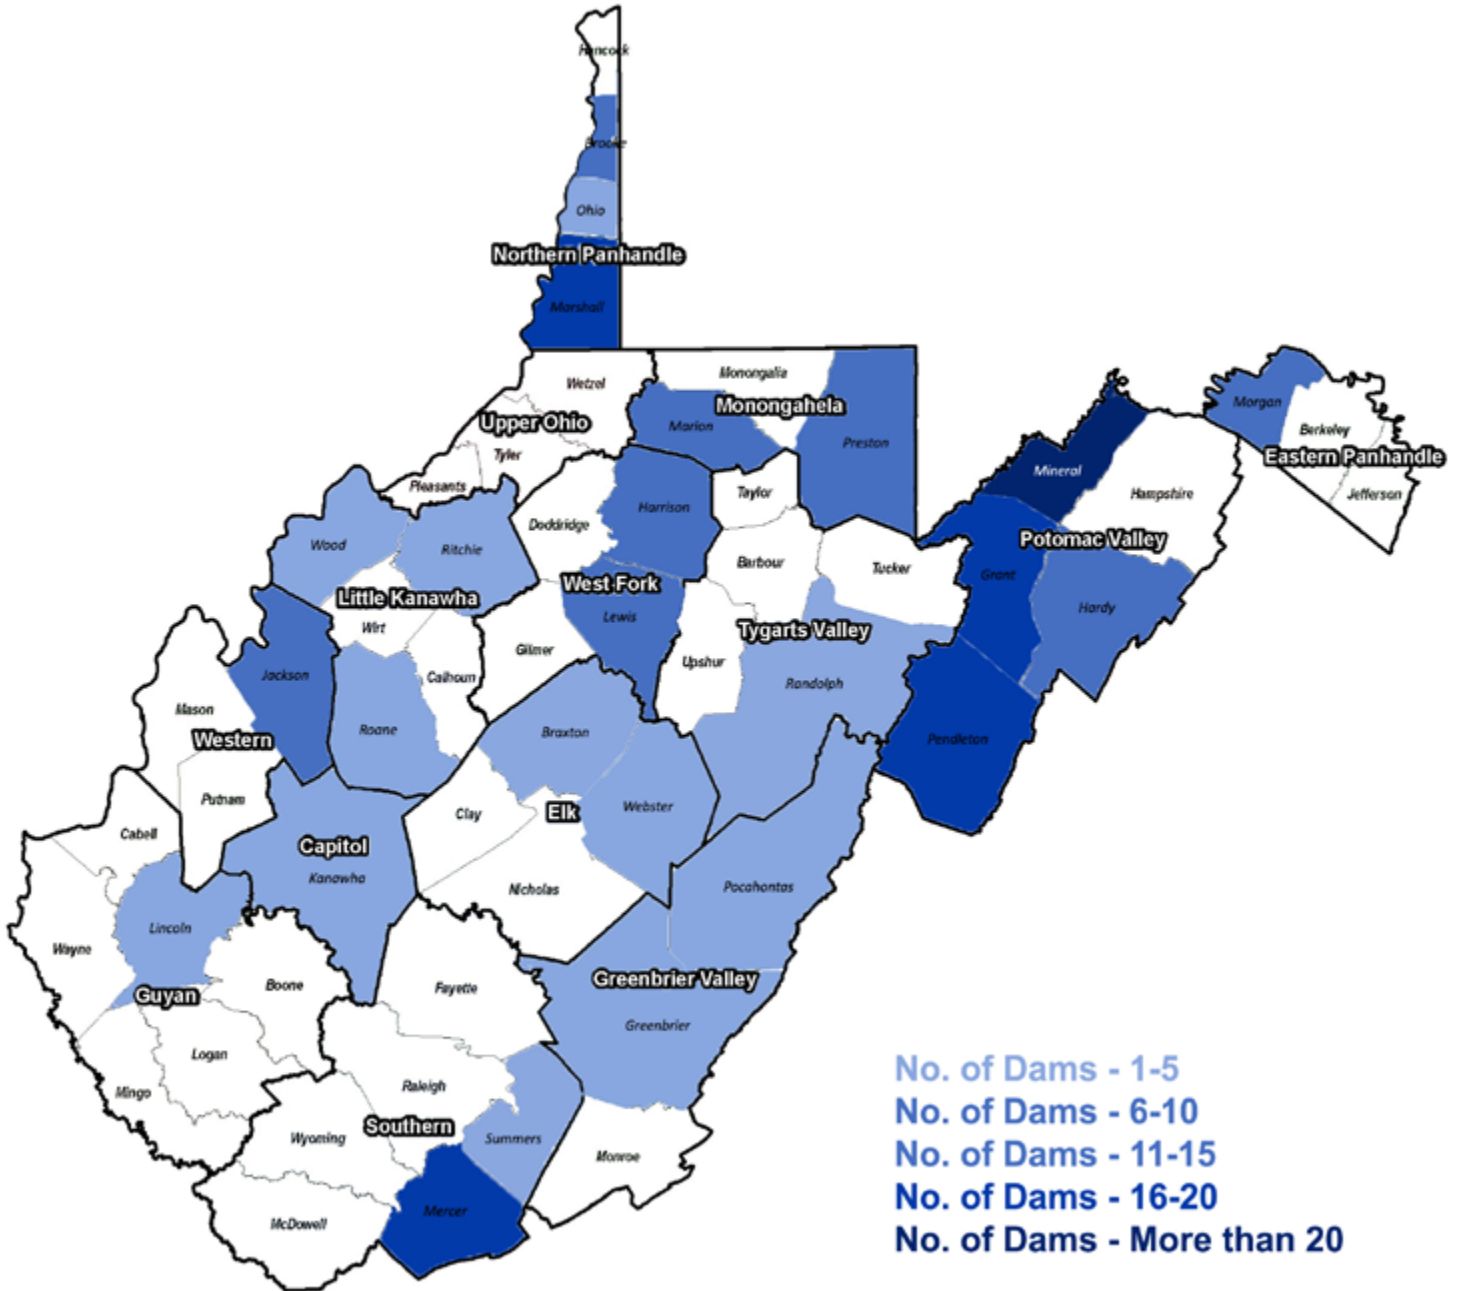 Hancock
Brooke
Ohio
Northern Panhandle
Marshall
Monongalia
Wetzel
Morgan
Monongahela
Upper Ohio
Marion
Berkeley
Preston
Tyler
Eastern Panhandle
Mineral
Pleasants
Taylor
Hampshire
Jefferson
Harrison
Doddridge
Potomac Valley
Wood
Ritchie
Barbour
Tucker
Grant
West Fork
Little Kanawha
Hardy
Lewis
Wirt
Tygarts Valley
Gilmer
Upshur
Jackson
Calhoun
Randolph
Mason
Roane
Braxton
Western
Pendleton
Putnam
Webster
Clay
Elk
Cabell
Capitol
Kanawha
Pocahontas
Nicholas
Lincoln
Wayne
Greenbrier Valley
Boone
Fayette
Guyan
Greenbrier
Logan
Raleigh
Mingo
Southern
Wyoming
Summers
Monroe
Mercer
McDowell
No. of Dams - 1-5
No. of Dams - 6-10
No. of Dams - 11-15
No. of Dams - 16-20
No. of Dams - More than 20